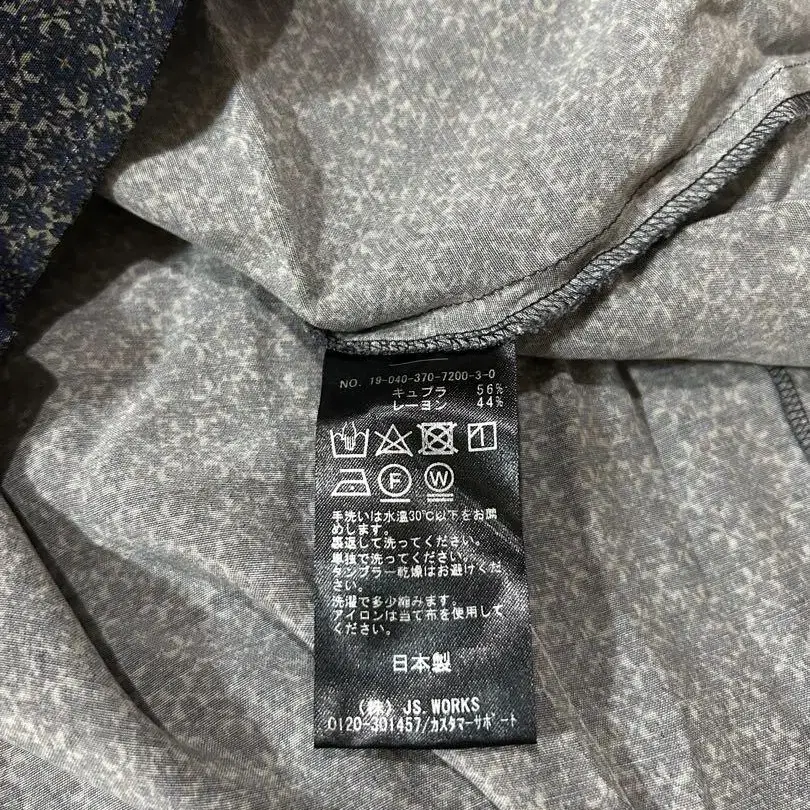 NO. 19-040-370-7200-3-0
キュプラ 56%
レーヨン 44%
F W
手洗いは水温30℃以下をお薦
めします。
裏返して洗ってください。
単独で洗ってください。
タンブラー乾燥はお避けくだ
さい。
洗濯で多少縮みます。
アイロンは当て布を使用して
ください。
日本製
(株) JS.WORKS
0120-301457/カスタマーサポート